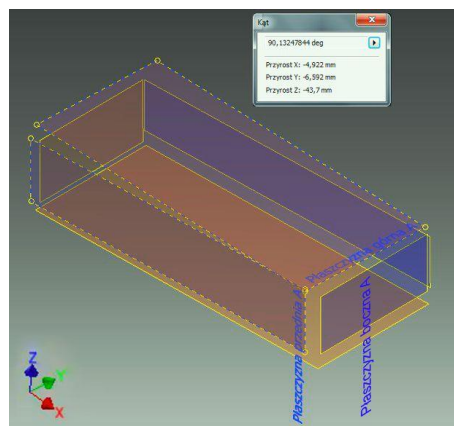 Kąt
90,13247844 deg
Przyrost X: -4,922 mm
Przyrost Y: -6,592 mm
Przyrost Z: -43,7 mm
Płaszczyzna górna A
Płaszczyzna przednia A
Płaszczyzna boczna A
Z
Y
X